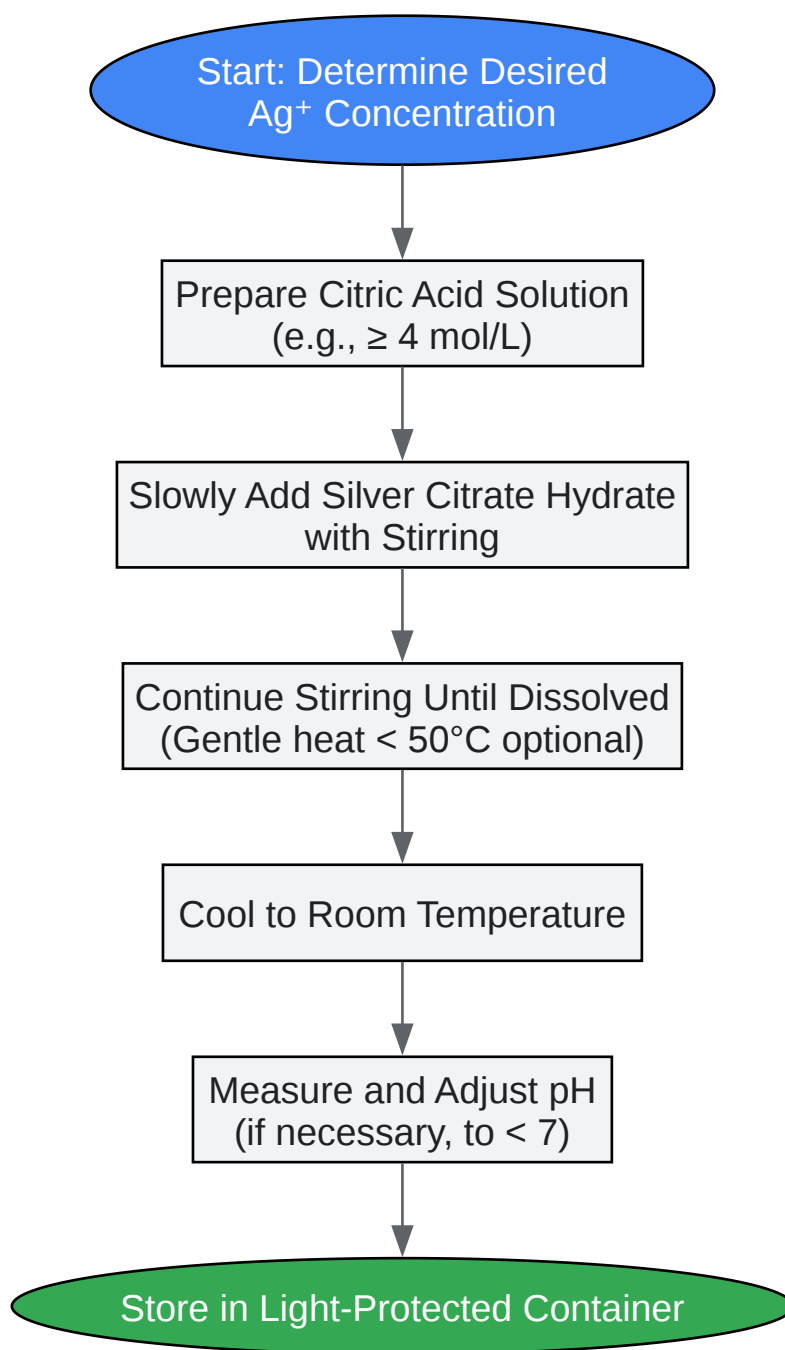 Start: Determine Desired
Ag⁺ Concentration
Prepare Citric Acid Solution
(e.g., ≥ 4 mol/L)
Slowly Add Silver Citrate Hydrate
with Stirring
Continue Stirring Until Dissolved
(Gentle heat < 50°C optional)
Cool to Room Temperature
Measure and Adjust pH
(if necessary, to < 7)
Store in Light-Protected Container